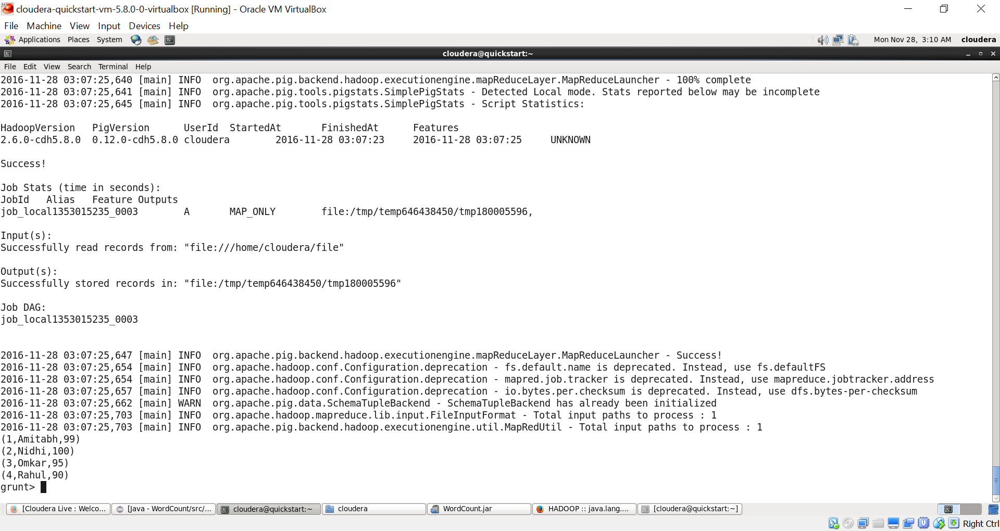 cloudera-quickstart-vm-5.8.0-0-virtualbox [Running] - Oracle VM VirtualBox
File Machine View Input Devices Help
Applications Places System Mon Nov 28, 3:10 AM cloudera
cloudera@quickstart:~
File Edit View Search Terminal Help
2016-11-28 03:07:25,640 [main] INFO  org.apache.pig.backend.hadoop.executionengine.mapReduceLayer.MapReduceLauncher - 100% complete
2016-11-28 03:07:25,641 [main] INFO  org.apache.pig.tools.pigstats.SimplePigStats - Detected Local mode. Stats reported below may be incomplete
2016-11-28 03:07:25,645 [main] INFO  org.apache.pig.tools.pigstats.SimplePigStats - Script Statistics:
HadoopVersion PigVersion UserId StartedAt FinishedAt Features
2.6.0-cdh5.8.0 0.12.0-cdh5.8.0 cloudera 2016-11-28 03:07:23 2016-11-28 03:07:25 UNKNOWN
Success!
Job Stats (time in seconds):
JobId Alias Feature Outputs
job_local1353015235_0003 A MAP_ONLY file:/tmp/temp646438450/tmp180005596,
Input(s):
Successfully read records from: "file:///home/cloudera/file"
Output(s):
Successfully stored records in: "file:/tmp/temp646438450/tmp180005596"
Job DAG:
job_local1353015235_0003
2016-11-28 03:07:25,647 [main] INFO  org.apache.pig.backend.hadoop.executionengine.mapReduceLayer.MapReduceLauncher - Success!
2016-11-28 03:07:25,654 [main] INFO  org.apache.hadoop.conf.Configuration.deprecation - fs.default.name is deprecated. Instead, use fs.defaultFS
2016-11-28 03:07:25,654 [main] INFO  org.apache.hadoop.conf.Configuration.deprecation - mapred.job.tracker is deprecated. Instead, use mapreduce.jobtracker.address
2016-11-28 03:07:25,657 [main] INFO  org.apache.hadoop.conf.Configuration.deprecation - io.bytes.per.checksum is deprecated. Instead, use dfs.bytes-per-checksum
2016-11-28 03:07:25,662 [main] WARN  org.apache.pig.data.SchemaTupleBackend - SchemaTupleBackend has already been initialized
2016-11-28 03:07:25,703 [main] INFO  org.apache.hadoop.mapreduce.lib.input.FileInputFormat - Total input paths to process : 1
2016-11-28 03:07:25,703 [main] INFO  org.apache.pig.backend.hadoop.executionengine.util.MapRedUtil - Total input paths to process : 1
(1,Amitabh,99)
(2,Nidhi,100)
(3,Omkar,95)
(4,Rahul,90)
grunt>
[Cloudera Live : Welco... [Java - WordCount/src/... cloudera@quickstart:~ cloudera WordCount.jar HADOOP :: java.lang.... [cloudera@quickstart:~]
Right Ctrl